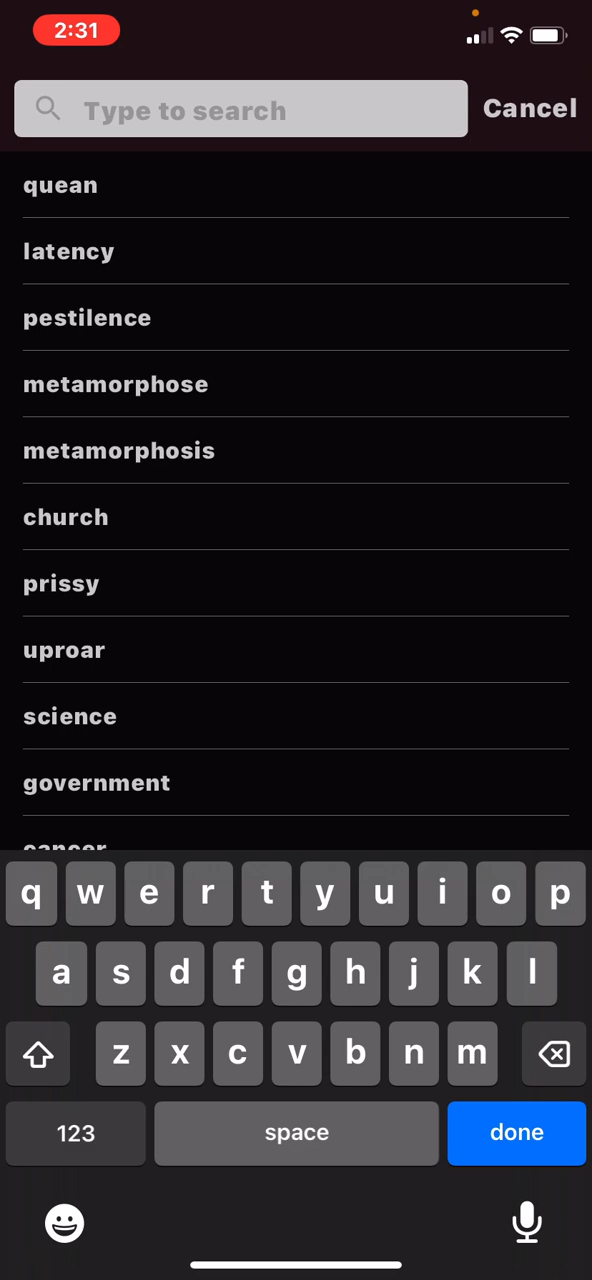 2:31
Type to search
Cancel
quean
latency
pestilence
metamorphose
metamorphosis
church
prissy
uproar
science
government
cancer
q w e r t y u i o p
a s d f g h j k l
z x c v b n m
123 space done